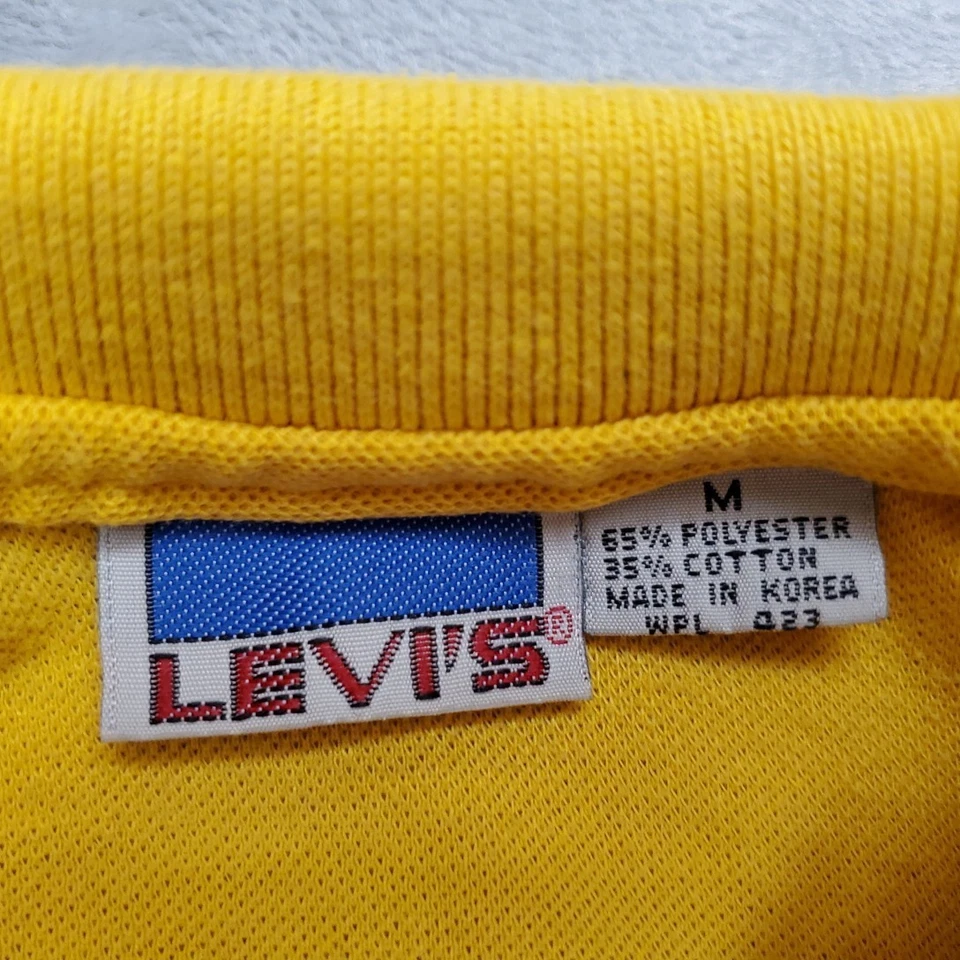 LEVI'S®
M
65% POLYESTER
35% COTTON
MADE IN KOREA
WPL 423